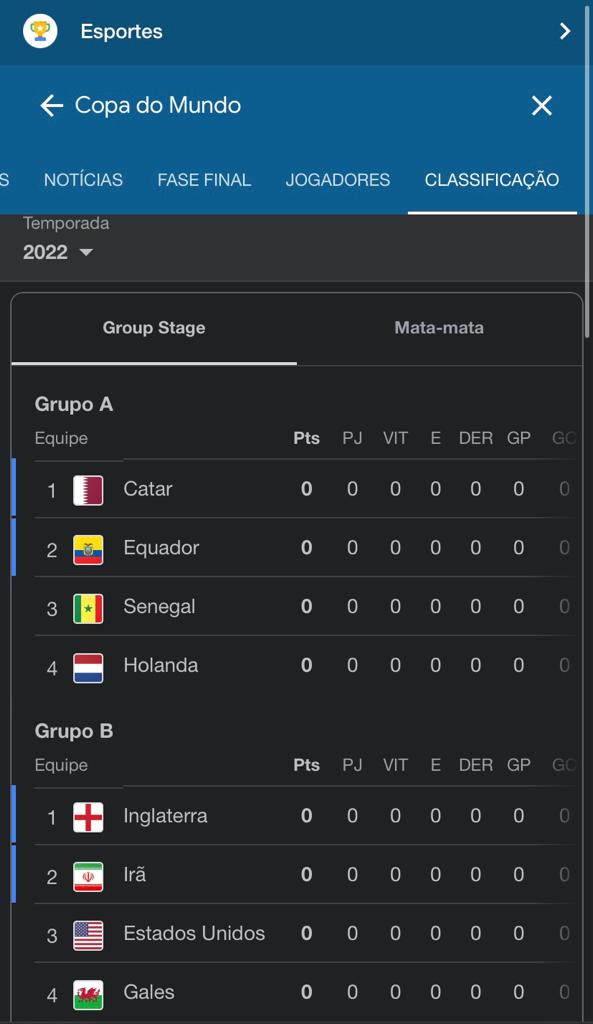 Esportes
Copa do Mundo
S NOTÍCIAS FASE FINAL JOGADORES CLASSIFICAÇÃO
Temporada
2022
Group Stage Mata-mata
Grupo A
Equipe Pts PJ VIT E DER GP GC
1 Catar 0 0 0 0 0 0 0
2 Equador 0 0 0 0 0 0 0
3 Senegal 0 0 0 0 0 0 0
4 Holanda 0 0 0 0 0 0 0
Grupo B
Equipe Pts PJ VIT E DER GP GC
1 Inglaterra 0 0 0 0 0 0 0
2 Irã 0 0 0 0 0 0 0
3 Estados Unidos 0 0 0 0 0 0 0
4 Gales 0 0 0 0 0 0 0